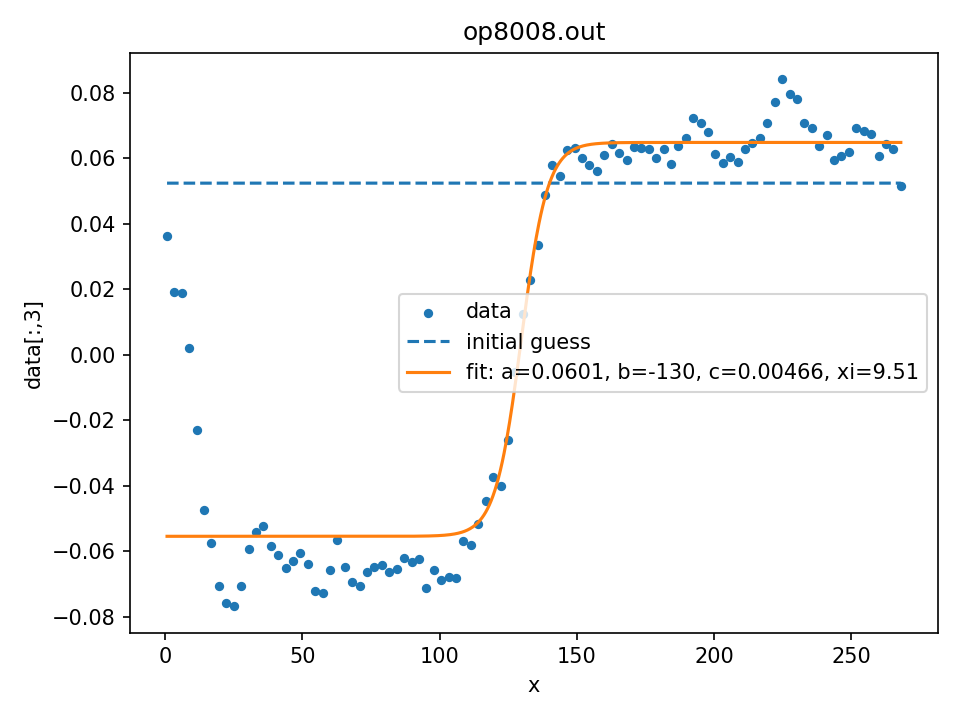 op8008.out
data[:,3]
0.08
0.06
0.04
0.02
0.00
−0.02
−0.04
−0.06
−0.08
data
initial guess
fit: a=0.0601, b=-130, c=0.00466, xi=9.51
0 50 100 150 200 250
x